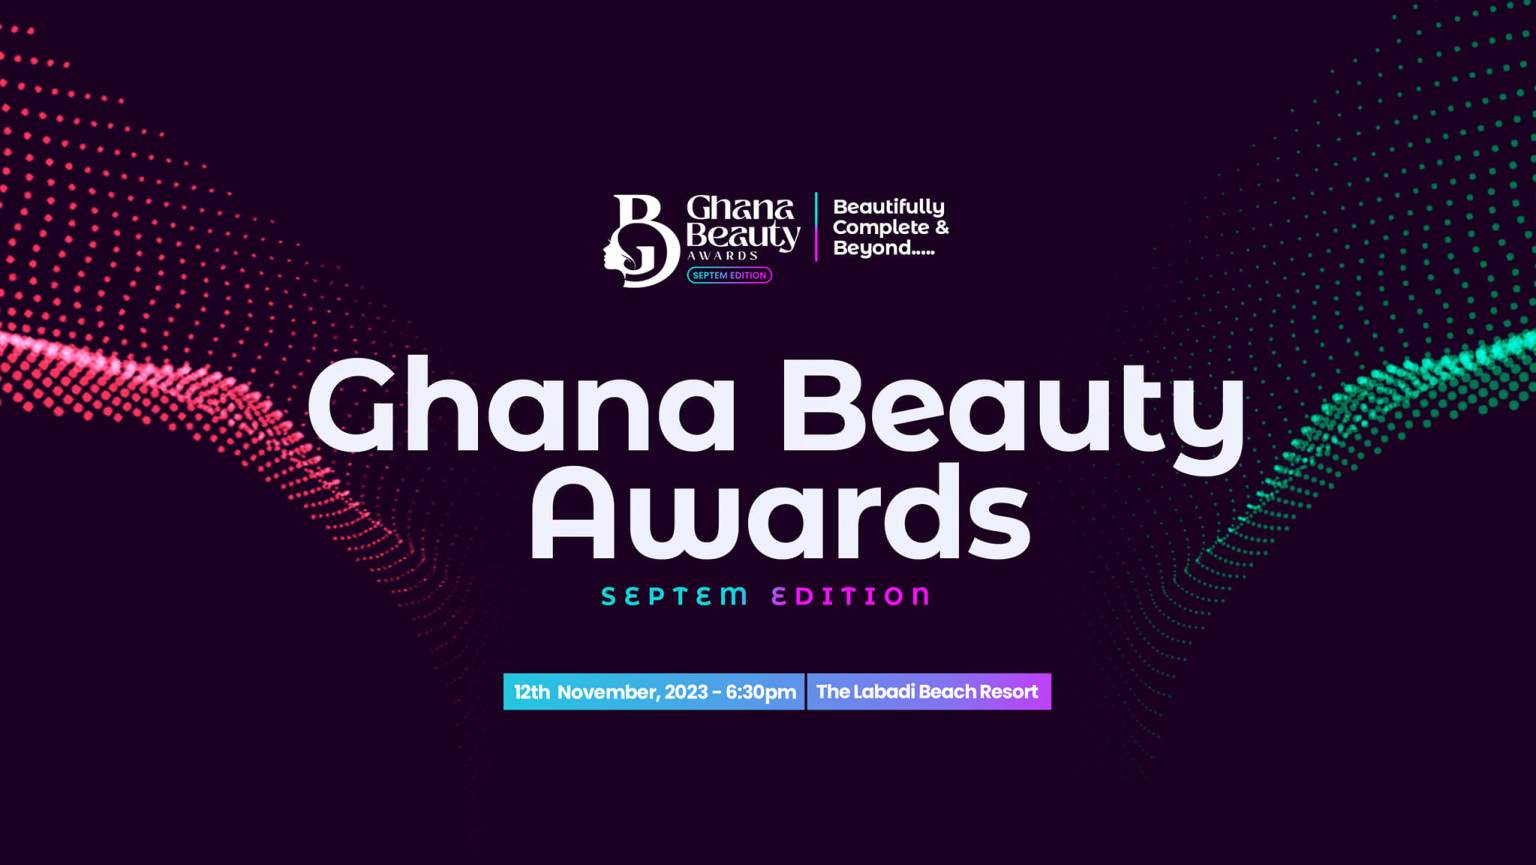 Ghana
Beauty
AWARDS
SEPTEM EDITION
Beautifully
Complete &
Beyond.....
Ghana Beauty
Awards
SEPTEM EDITION
12th November, 2023 - 6:30pm
The Labadi Beach Resort